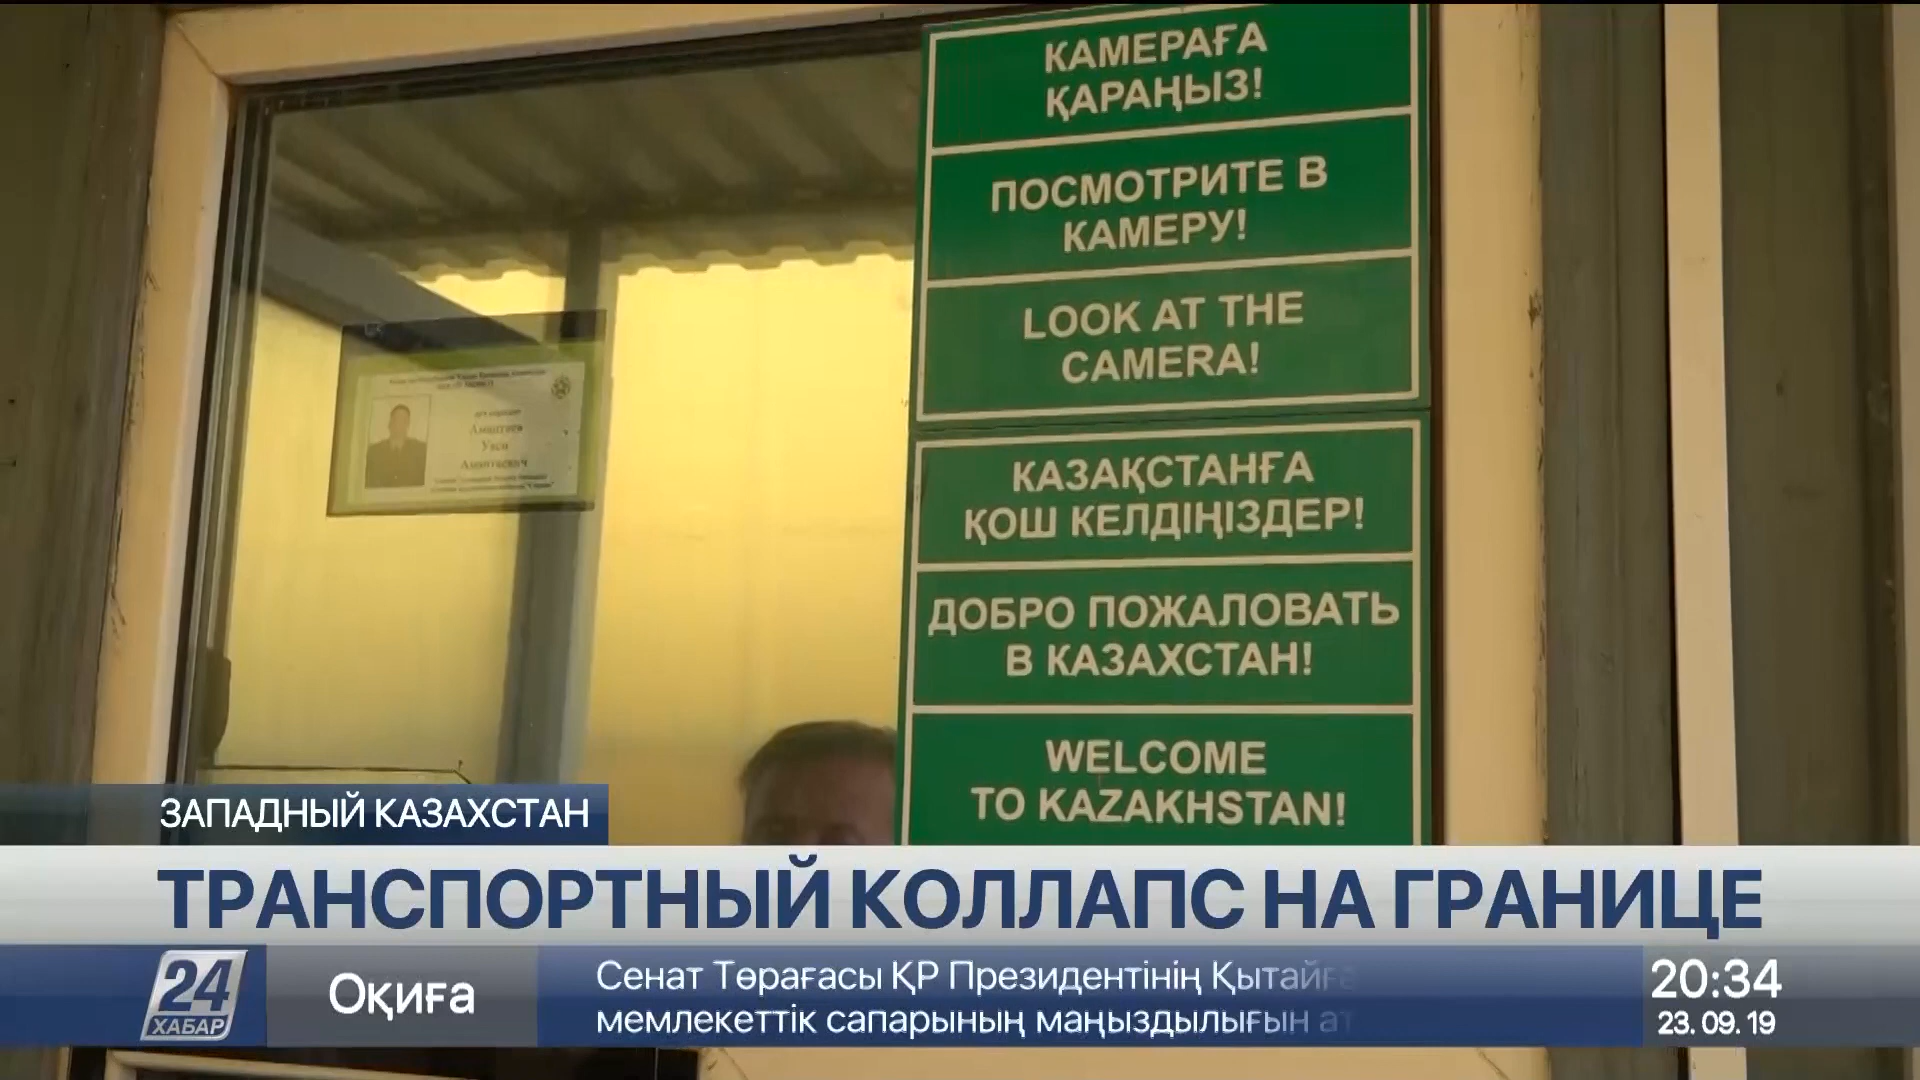 КАМЕРАҒА
ҚАРАҢЫЗ!
ПОСМОТРИТЕ В
КАМЕРУ!
LOOK AT THE
CAMERA!
ҚАЗАҚСТАНҒА
ҚОШ КЕЛДІҢІЗДЕР!
ДОБРО ПОЖАЛОВАТЬ
В КАЗАХСТАН!
WELCOME
TO KAZAKHSTAN!
ЗАПАДНЫЙ КАЗАХСТАН
ТРАНСПОРТНЫЙ КОЛЛАПС НА ГРАНИЦЕ
24
ХАБАР
Оқиға
Сенат Төрағасы ҚР Президентінің Қытайға
мемлекеттік сапарының маңыздылығын ат
20:34
23.09.19